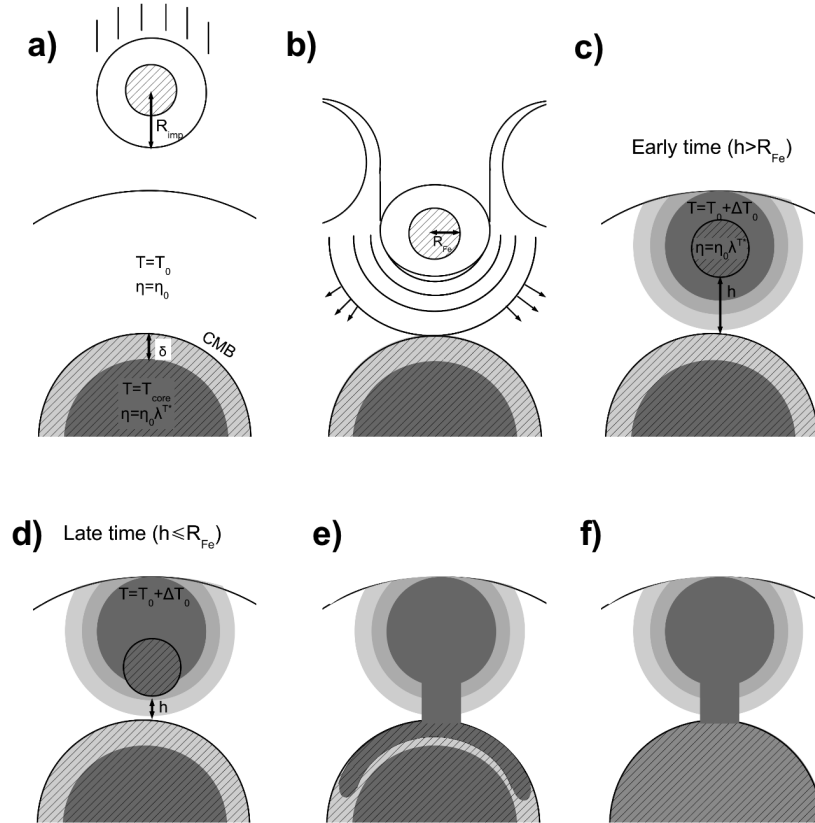 a)
R_imp
T=T_0
η=η_0
CMB
δ
T=T_core
η=η_0λ^T*
b)
R_Fe
c)
Early time (h>R_Fe)
T=T_0+ΔT_0
η=η_0λ^T*
h
d)
Late time (h⩽R_Fe)
T=T_0+ΔT_0
h
e)
f)